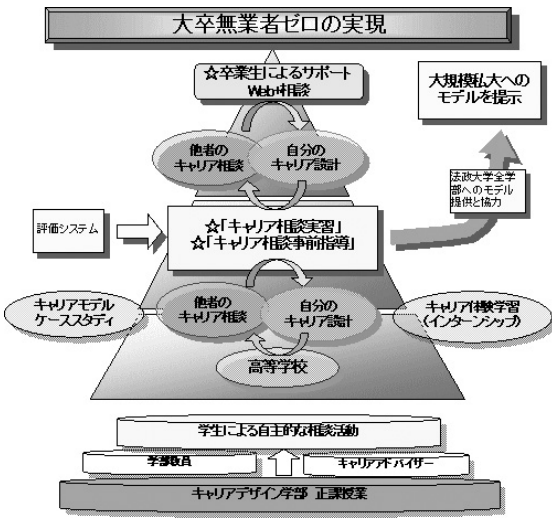 大卒無業者ゼロの実現
☆卒業生によるサポート
Web相談
大規模私大への
モデルを提示
他者の
キャリア相談
自分の
キャリア設計
法政大学全学
部へのモデル
提供と協力
評価システム
☆「キャリア相談実習」
☆「キャリア相談事前指導」
キャリアモデル
ケーススタディ
他者の
キャリア相談
自分の
キャリア設計
キャリア体験学習
(インターンシップ)
高等学校
学生による自主的な相談活動
学部教員
キャリアアドバイザー
キャリアデザイン学部 正課授業